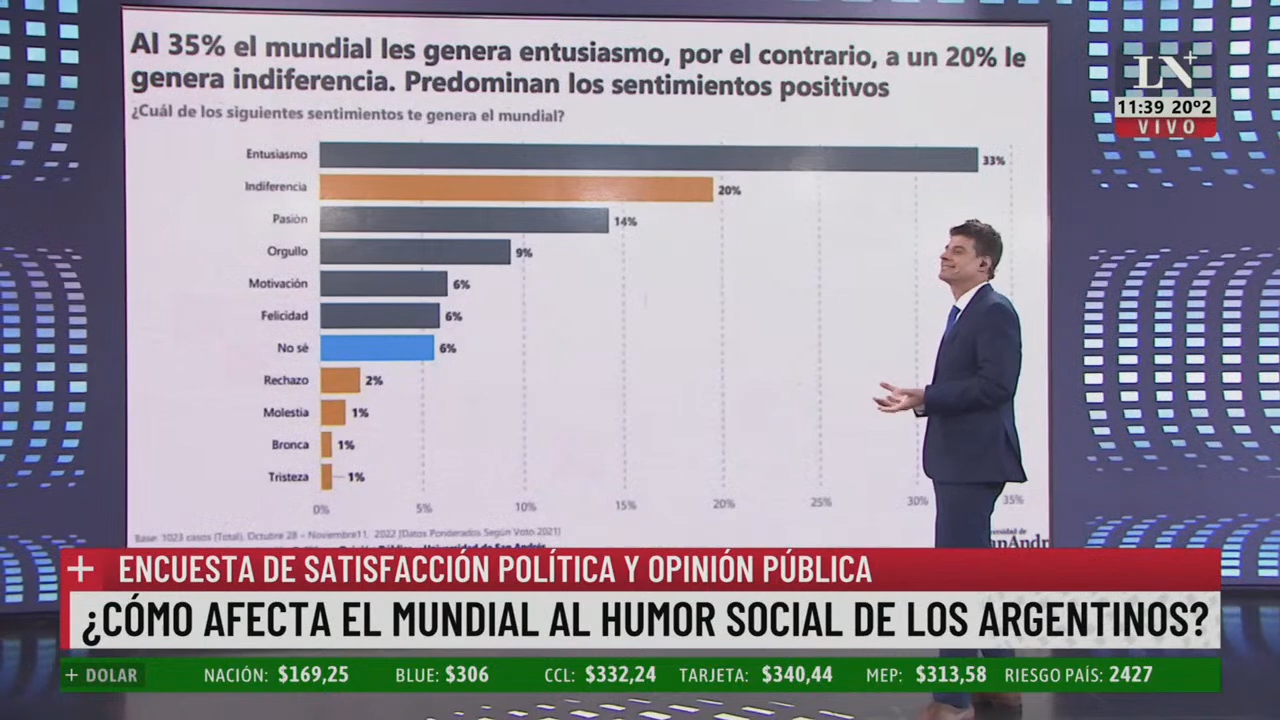 Al 35% el mundial les genera entusiasmo, por el contrario, a un 20% le
genera indiferencia. Predominan los sentimientos positivos
¿Cuál de los siguientes sentimientos te genera el mundial?
LN+
11:39 20º2
VIVO
Entusiasmo 33%
Indiferencia 20%
Pasión 14%
Orgullo 9%
Motivación 6%
Felicidad 6%
No sé 6%
Rechazo 2%
Molestia 1%
Bronca 1%
Tristeza 1%
0% 5% 10% 15% 20% 25% 30% 35%
Base: 1023 casos (Total). Octubre 28 – Noviembre11, 2022 (Datos Ponderados Según Voto 2021)
Universidad de San Andrés
+ ENCUESTA DE SATISFACCIÓN POLÍTICA Y OPINIÓN PÚBLICA
¿CÓMO AFECTA EL MUNDIAL AL HUMOR SOCIAL DE LOS ARGENTINOS?
+ DOLAR NACIÓN: $169,25 BLUE: $306 CCL: $332,24 TARJETA: $340,44 MEP: $313,58 RIESGO PAÍS: 2427